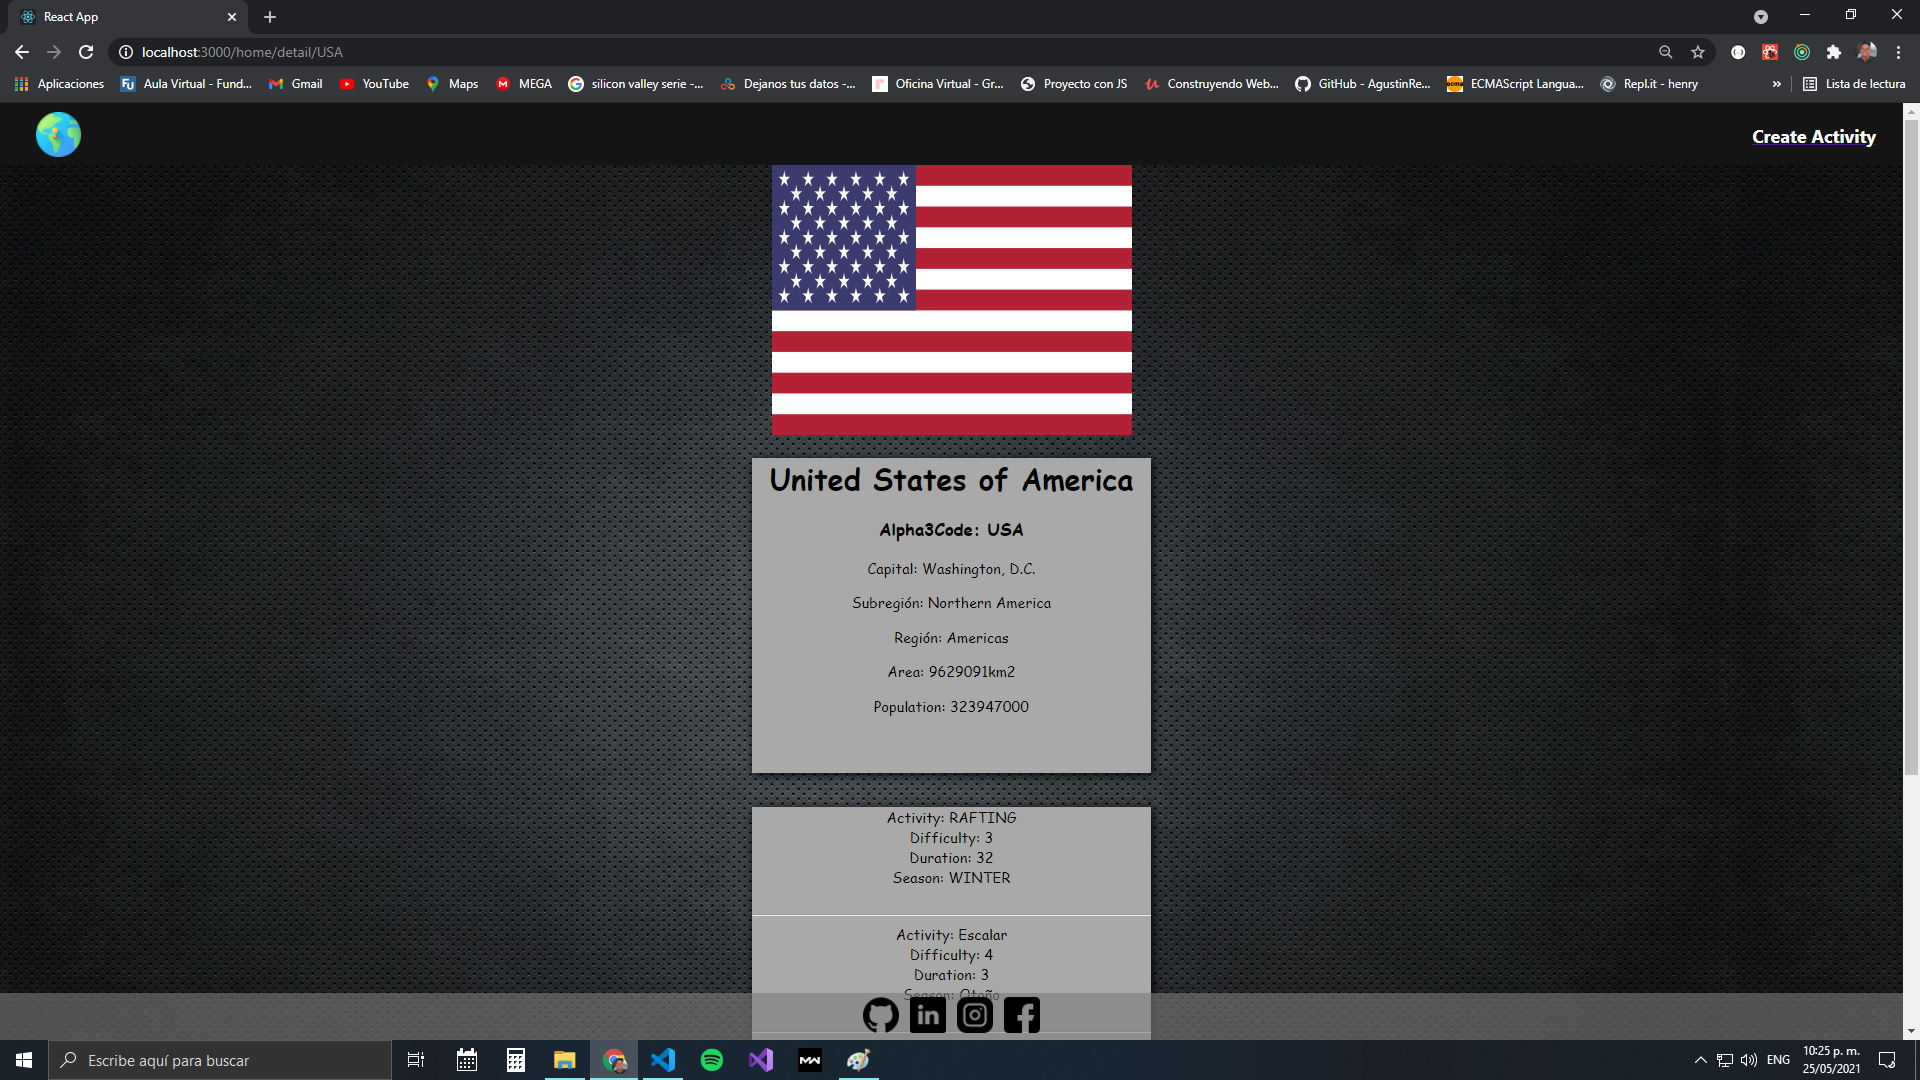 React App
localhost:3000/home/detail/USA
Aplicaciones
Aula Virtual - Fund...
Gmail
YouTube
Maps
MEGA
silicon valley serie -...
Dejanos tus datos -...
Oficina Virtual - Gr...
Proyecto con JS
Construyendo Web...
GitHub - AgustinRe...
ECMAScript Langua...
Repl.it - henry
»
Lista de lectura
Create Activity
United States of America
Alpha3Code: USA
Capital: Washington, D.C.
Subregión: Northern America
Región: Americas
Area: 9629091km2
Population: 323947000
Activity: RAFTING
Difficulty: 3
Duration: 32
Season: WINTER
Activity: Escalar
Difficulty: 4
Duration: 3
Season: Otoño
Escribe aquí para buscar
ENG
10:25 p. m.
25/05/2021